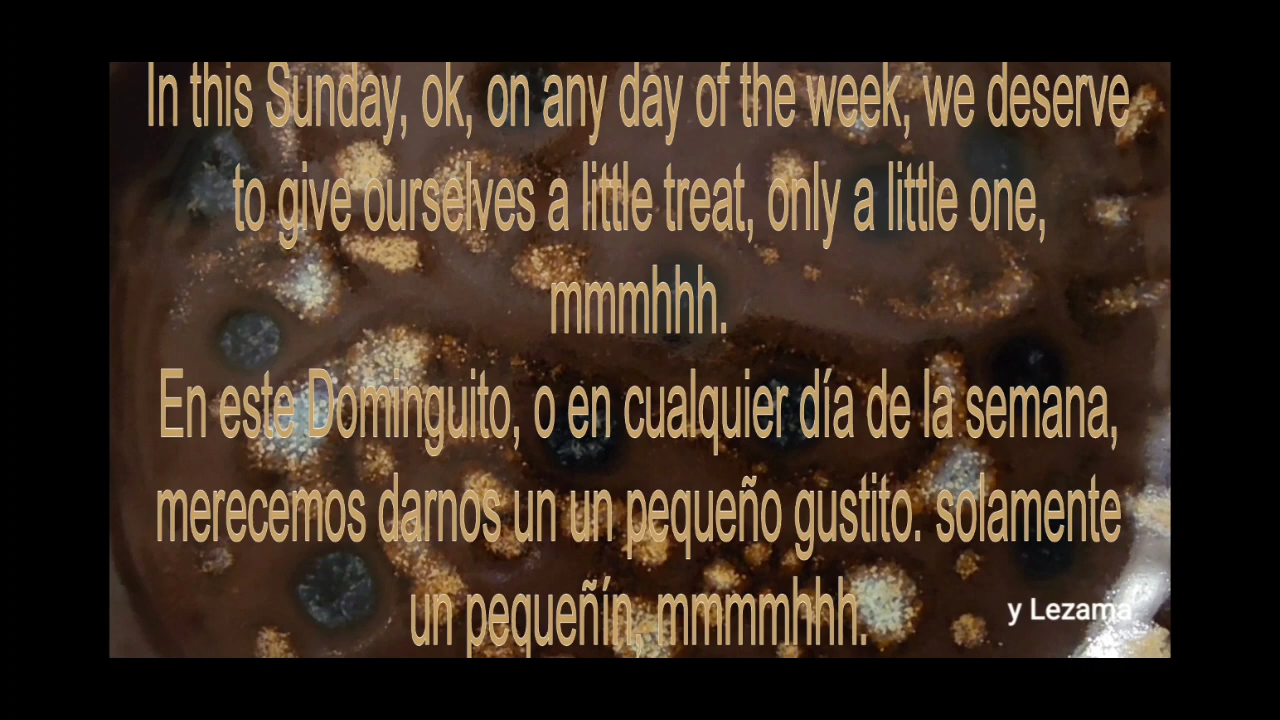 In this Sunday, ok, on any day of the week, we deserve
to give ourselves a little treat, only a little one,
mmmhhh.
En este Dominguito, o en cualquier día de la semana,
merecemos darnos un un pequeño gustito. solamente
un pequeñín, mmmmhhh.
y Lezama